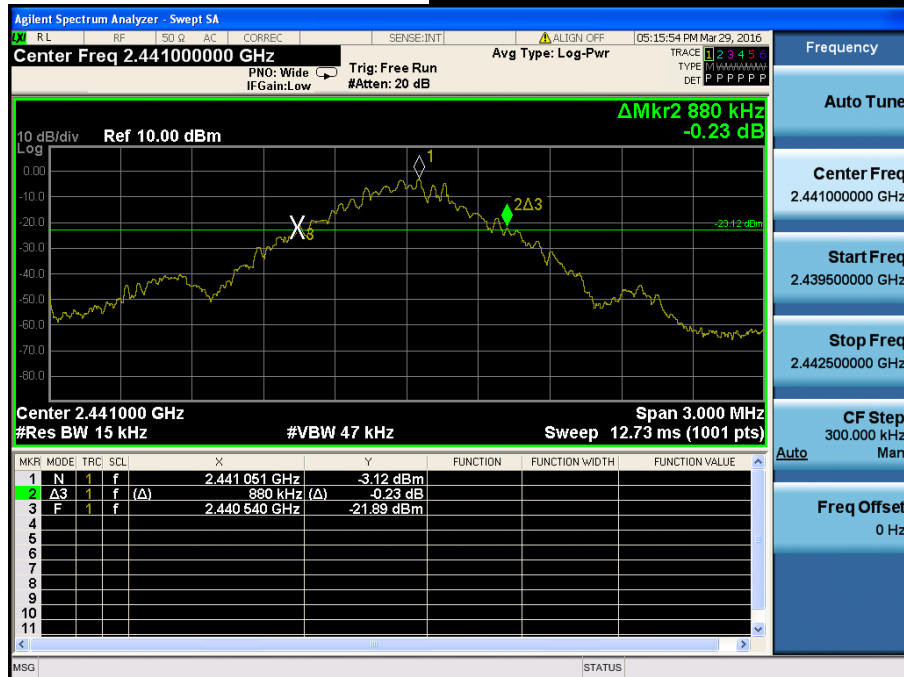 Agilent Spectrum Analyzer - Swept SA
LXI RL RF 50 Ω AC CORREC SENSE:INT ALIGN OFF 05:15:54 PM Mar 29, 2016
Center Freq 2.441000000 GHz
PNO: Wide
IFGain:Low
Trig: Free Run
#Atten: 20 dB
Avg Type: Log-Pwr
TRACE 1 2 3 4 5 6
TYPE M W W W W W
DET P P P P P P
ΔMkr2 880 kHz
-0.23 dB
10 dB/div Ref 10.00 dBm
Log
1
0.00
-10.0
2Δ3
-20.0
-23.12 dBm
X3
-30.0
-40.0
-50.0
-60.0
-70.0
-80.0
Center 2.441000 GHz Span 3.000 MHz
#Res BW 15 kHz #VBW 47 kHz Sweep 12.73 ms (1001 pts)
MKR MODE TRC SCL X Y FUNCTION FUNCTION WIDTH FUNCTION VALUE
1 N 1 f 2.441 051 GHz -3.12 dBm
2 Δ3 1 f (Δ) 880 kHz (Δ) -0.23 dB
3 F 1 f 2.440 540 GHz -21.89 dBm
4
5
6
7
8
9
10
11
MSG STATUS
Frequency
Auto Tune
Center Freq
2.441000000 GHz
Start Freq
2.439500000 GHz
Stop Freq
2.442500000 GHz
CF Step
300.000 kHz
Auto Man
Freq Offset
0 Hz